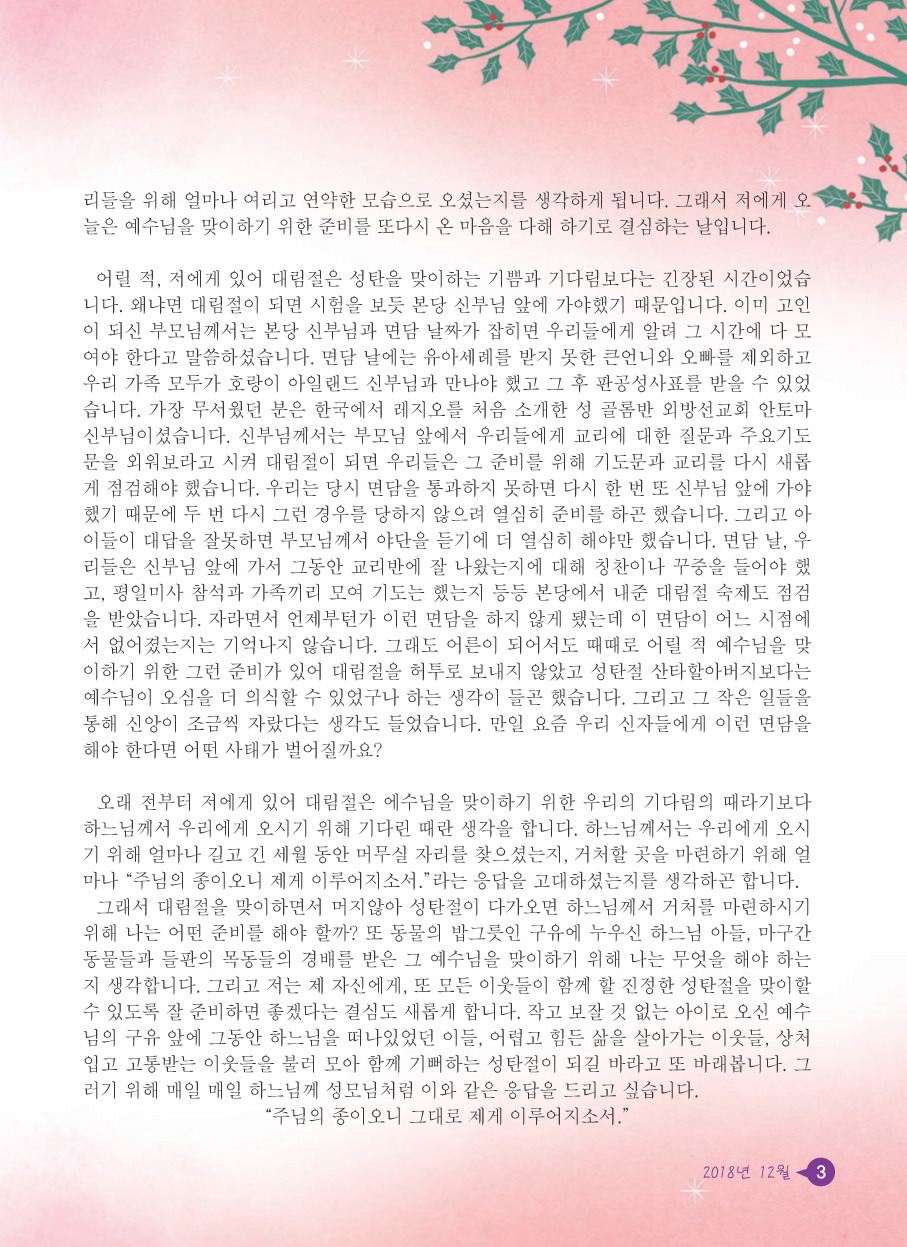 리들을 위해 얼마나 여리고 연약한 모습으로 오셨는지를 생각하게 됩니다. 그래서 저에게 오
늘은 예수님을 맞이하기 위한 준비를 또다시 온 마음을 다해 하기로 결심하는 날입니다.
어릴 적, 저에게 있어 대림절은 성탄을 맞이하는 기쁨과 기다림보다는 긴장된 시간이었습
니다. 왜냐면 대림절이 되면 시험을 보듯 본당 신부님 앞에 가야했기 때문입니다. 이미 고인
이 되신 부모님께서는 본당 신부님과 면담 날짜가 잡히면 우리들에게 알려 그 시간에 다 모
여야 한다고 말씀하셨습니다. 면담 날에는 유아세례를 받지 못한 큰언니와 오빠를 제외하고
우리 가족 모두가 호랑이 아일랜드 신부님과 만나야 했고 그 후 판공성사표를 받을 수 있었
습니다. 가장 무서웠던 분은 한국에서 레지오를 처음 소개한 성 골롬반 외방선교회 안토마
신부님이셨습니다. 신부님께서는 부모님 앞에서 우리들에게 교리에 대한 질문과 주요기도
문을 외워보라고 시켜 대림절이 되면 우리들은 그 준비를 위해 기도문과 교리를 다시 새롭
게 점검해야 했습니다. 우리는 당시 면담을 통과하지 못하면 다시 한 번 또 신부님 앞에 가야
했기 때문에 두 번 다시 그런 경우를 당하지 않으려 열심히 준비를 하곤 했습니다. 그리고 아
이들이 대답을 잘못하면 부모님께서 야단을 듣기에 더 열심히 해야만 했습니다. 면담 날, 우
리들은 신부님 앞에 가서 그동안 교리반에 잘 나왔는지에 대해 칭찬이나 꾸중을 들어야 했
고, 평일미사 참석과 가족끼리 모여 기도는 했는지 등등 본당에서 내준 대림절 숙제도 점검
을 받았습니다. 자라면서 언제부턴가 이런 면담을 하지 않게 됐는데 이 면담이 어느 시점에
서 없어졌는지는 기억나지 않습니다. 그래도 어른이 되어서도 때때로 어릴 적 예수님을 맞
이하기 위한 그런 준비가 있어 대림절을 허투로 보내지 않았고 성탄절 산타할아버지보다는
예수님이 오심을 더 의식할 수 있었구나 하는 생각이 들곤 했습니다. 그리고 그 작은 일들을
통해 신앙이 조금씩 자랐다는 생각도 들었습니다. 만일 요즘 우리 신자들에게 이런 면담을
해야 한다면 어떤 사태가 벌어질까요?
오래 전부터 저에게 있어 대림절은 에수님을 맞이하기 위한 우리의 기다림의 때라기보다
하느님께서 우리에게 오시기 위해 기다린 때란 생각을 합니다. 하느님께서는 우리에게 오시
기 위해 얼마나 길고 긴 세월 동안 머무실 자리를 찾으셨는지, 거처할 곳을 마련하기 위해 얼
마나 “주님의 종이오니 제게 이루어지소서.”라는 응답을 고대하셨는지를 생각하곤 합니다.
그래서 대림절을 맞이하면서 머지않아 성탄절이 다가오면 하느님께서 거처를 마련하시기
위해 나는 어떤 준비를 해야 할까? 또 동물의 밥그릇인 구유에 누우신 하느님 아들, 마구간
동물들과 들판의 목동들의 경배를 받은 그 예수님을 맞이하기 위해 나는 무엇을 해야 하는
지 생각합니다. 그리고 저는 제 자신에게, 또 모든 이웃들이 함께 할 진정한 성탄절을 맞이할
수 있도록 잘 준비하면 좋겠다는 결심도 새롭게 합니다. 작고 보잘 것 없는 아이로 오신 예수
님의 구유 앞에 그동안 하느님을 떠나있었던 이들, 어렵고 힘든 삶을 살아가는 이웃들, 상처
입고 고통받는 이웃들을 불러 모아 함께 기뻐하는 성탄절이 되길 바라고 또 바래봅니다. 그
러기 위해 매일 매일 하느님께 성모님처럼 이와 같은 응답을 드리고 싶습니다.
“주님의 종이오니 그대로 제게 이루어지소서.”
2018년 12월 3